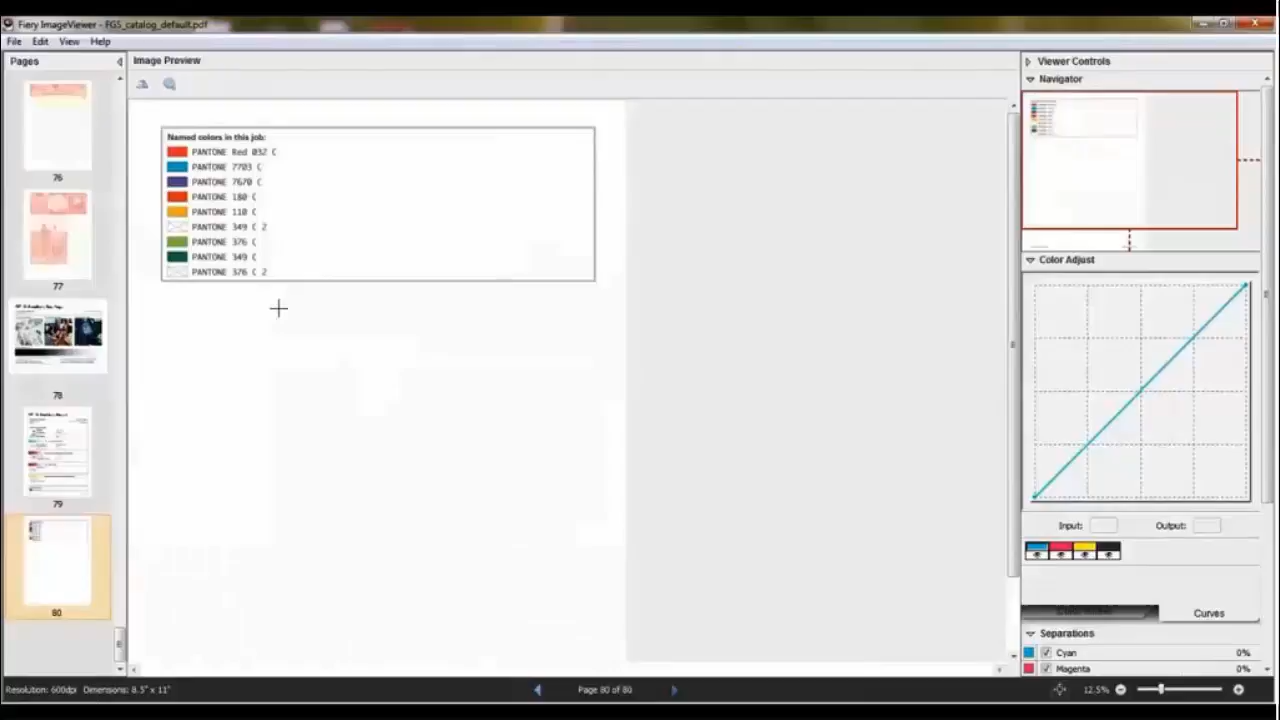 Fiery ImageViewer - FGS_catalog_default.pdf
File Edit View Help
Pages
76
77
78
79
80
Image Preview
Named colors in this job:
PANTONE Red 032 C
PANTONE 7703 C
PANTONE 7670 C
PANTONE 180 C
PANTONE 110 C
PANTONE 349 C 2
PANTONE 376 C
PANTONE 349 C
PANTONE 376 C 2
Viewer Controls
Navigator
Color Adjust
Input: Output:
Curves
Separations
Cyan 0%
Magenta 0%
Resolution: 600dpi Dimensions: 8.5" x 11"
Page 80 of 80
12.5%